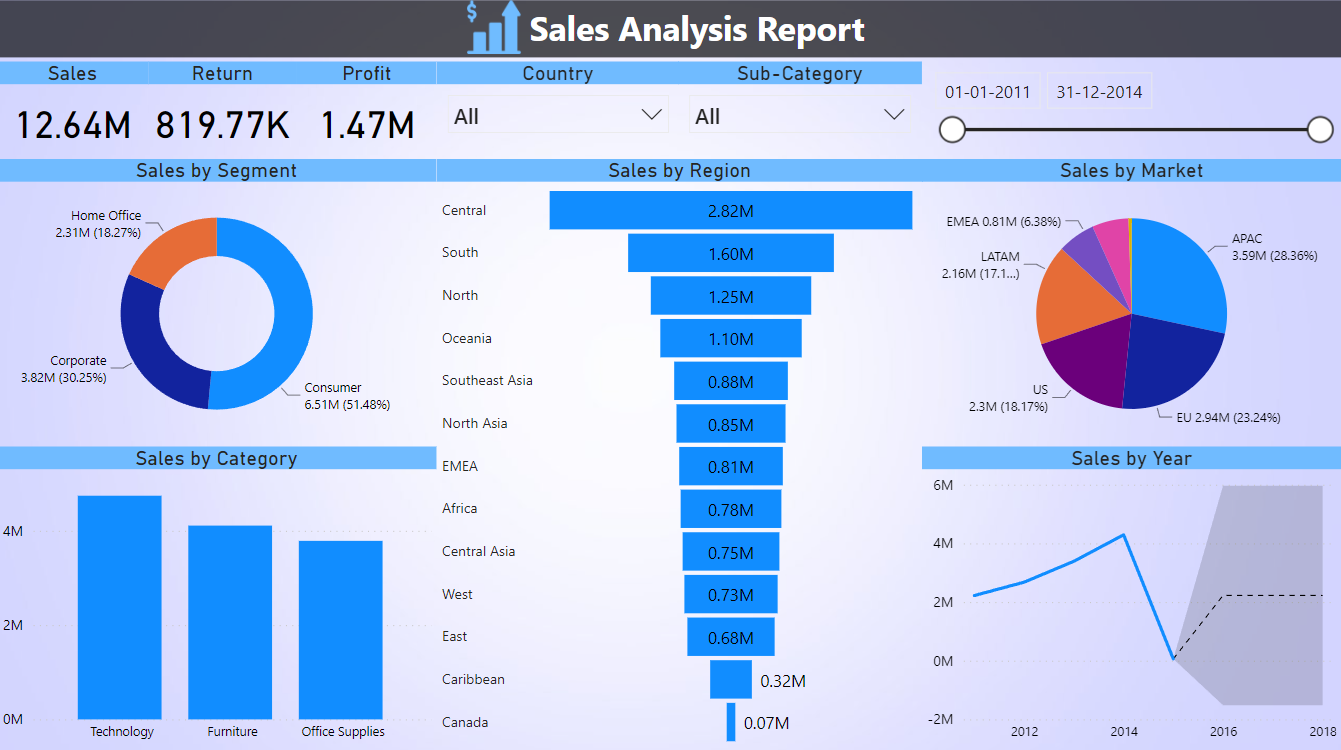 $
Sales Analysis Report
Sales
Return
Profit
12.64M
819.77K
1.47M
Country
Sub-Category
All
All
01-01-2011
31-12-2014
Sales by Segment
Home Office
2.31M (18.27%)
Corporate
3.82M (30.25%)
Consumer
6.51M (51.48%)
Sales by Region
Central
2.82M
South
1.60M
North
1.25M
Oceania
1.10M
Southeast Asia
0.88M
North Asia
0.85M
EMEA
0.81M
Africa
0.78M
Central Asia
0.75M
West
0.73M
East
0.68M
Caribbean
0.32M
Canada
0.07M
Sales by Market
EMEA 0.81M (6.38%)
APAC
3.59M (28.36%)
LATAM
2.16M (17.1...)
US
2.3M (18.17%)
EU 2.94M (23.24%)
Sales by Category
4M
2M
0M
Technology
Furniture
Office Supplies
Sales by Year
6M
4M
2M
0M
-2M
2012
2014
2016
2018